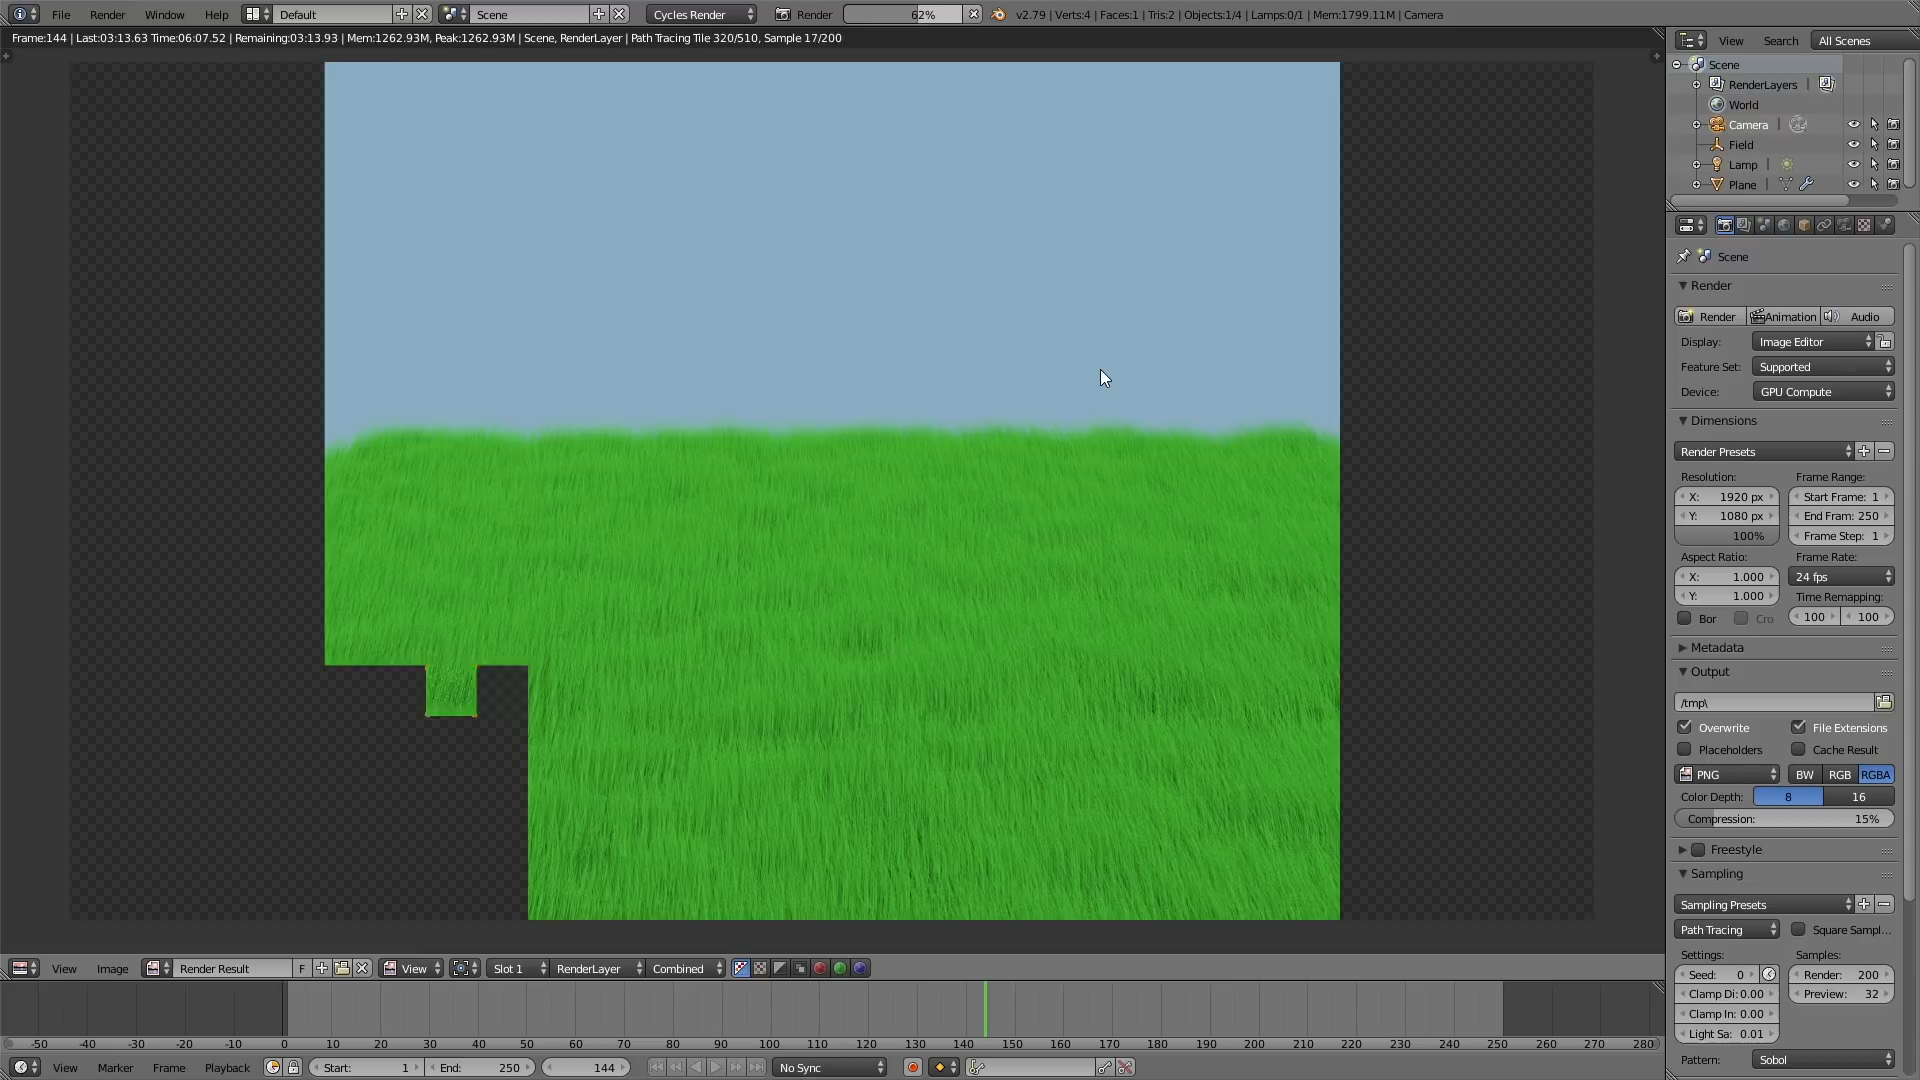 File Render Window Help Default Scene Cycles Render Render 62% v2.79 | Verts:4 | Faces:1 | Tris:2 | Objects:1/4 | Lamps:0/1 | Mem:1799.11M | Camera
Frame:144 | Last:03:13.63 Time:06:07.52 | Remaining:03:13.93 | Mem:1262.93M, Peak:1262.93M | Scene, RenderLayer | Path Tracing Tile 320/510, Sample 17/200
View Search All Scenes
Scene
RenderLayers |
World
Camera |
Field
Lamp |
Plane |
Scene
Render
Render Animation Audio
Display: Image Editor
Feature Set: Supported
Device: GPU Compute
Dimensions
Render Presets
Resolution: Frame Range:
X: 1920 px Start Frame: 1
Y: 1080 px End Fram: 250
100% Frame Step: 1
Aspect Ratio: Frame Rate:
X: 1.000 24 fps
Y: 1.000 Time Remapping:
Bor Cro 100 100
Metadata
Output
/tmp\
Overwrite File Extensions
Placeholders Cache Result
PNG BW RGB RGBA
Color Depth: 8 16
Compression: 15%
Freestyle
Sampling
Sampling Presets
Path Tracing Square Sampl...
Settings: Samples:
Seed: 0 Render: 200
Clamp Di: 0.00 Preview: 32
Clamp In: 0.00
Light Sa: 0.01
Pattern: Sobol
View Image Render Result F View Slot 1 RenderLayer Combined
-50 -40 -30 -20 -10 0 10 20 30 40 50 60 70 80 90 100 110 120 130 140 150 160 170 180 190 200 210 220 230 240 250 260 270 280
View Marker Frame Playback Start: 1 End: 250 144 No Sync